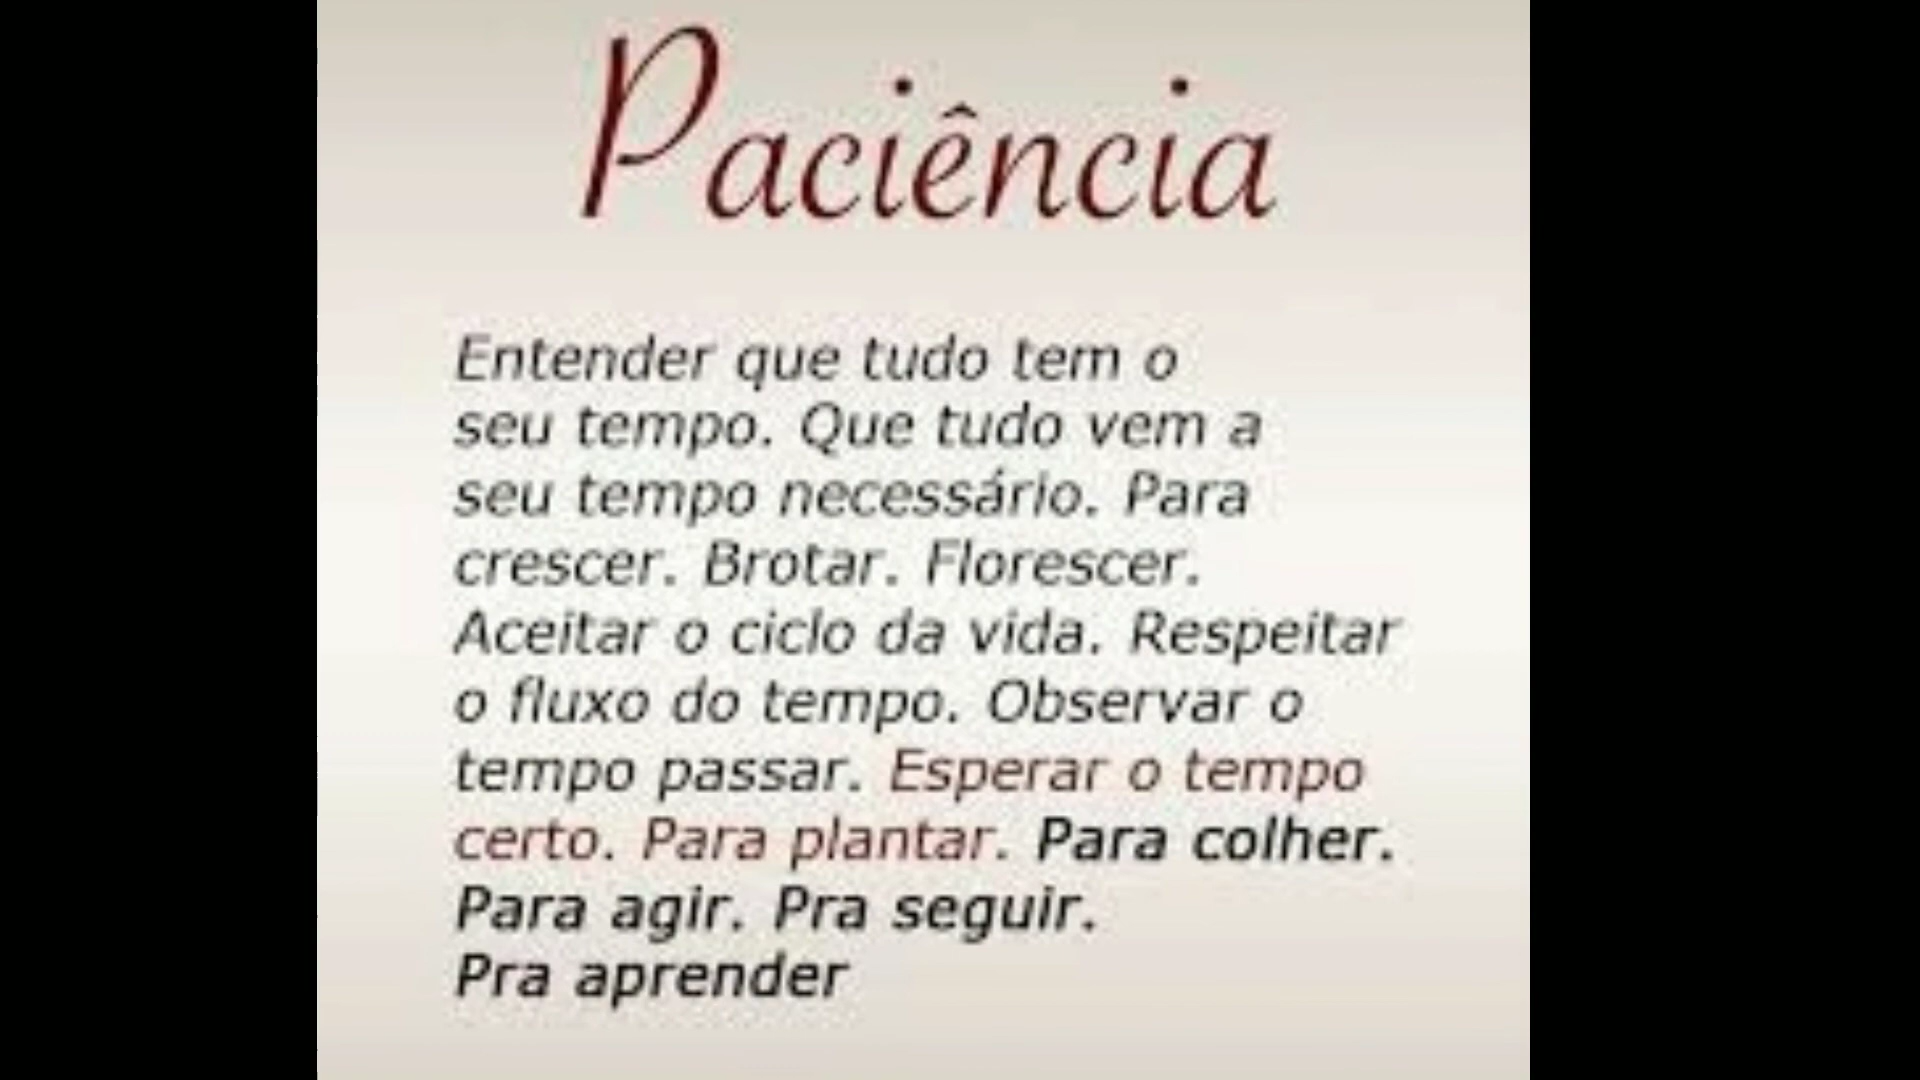 Paciência
Entender que tudo tem o
seu tempo. Que tudo vem a
seu tempo necessário. Para
crescer. Brotar. Florescer.
Aceitar o ciclo da vida. Respeitar
o fluxo do tempo. Observar o
tempo passar. Esperar o tempo
certo. Para plantar. Para colher.
Para agir. Pra seguir.
Pra aprender